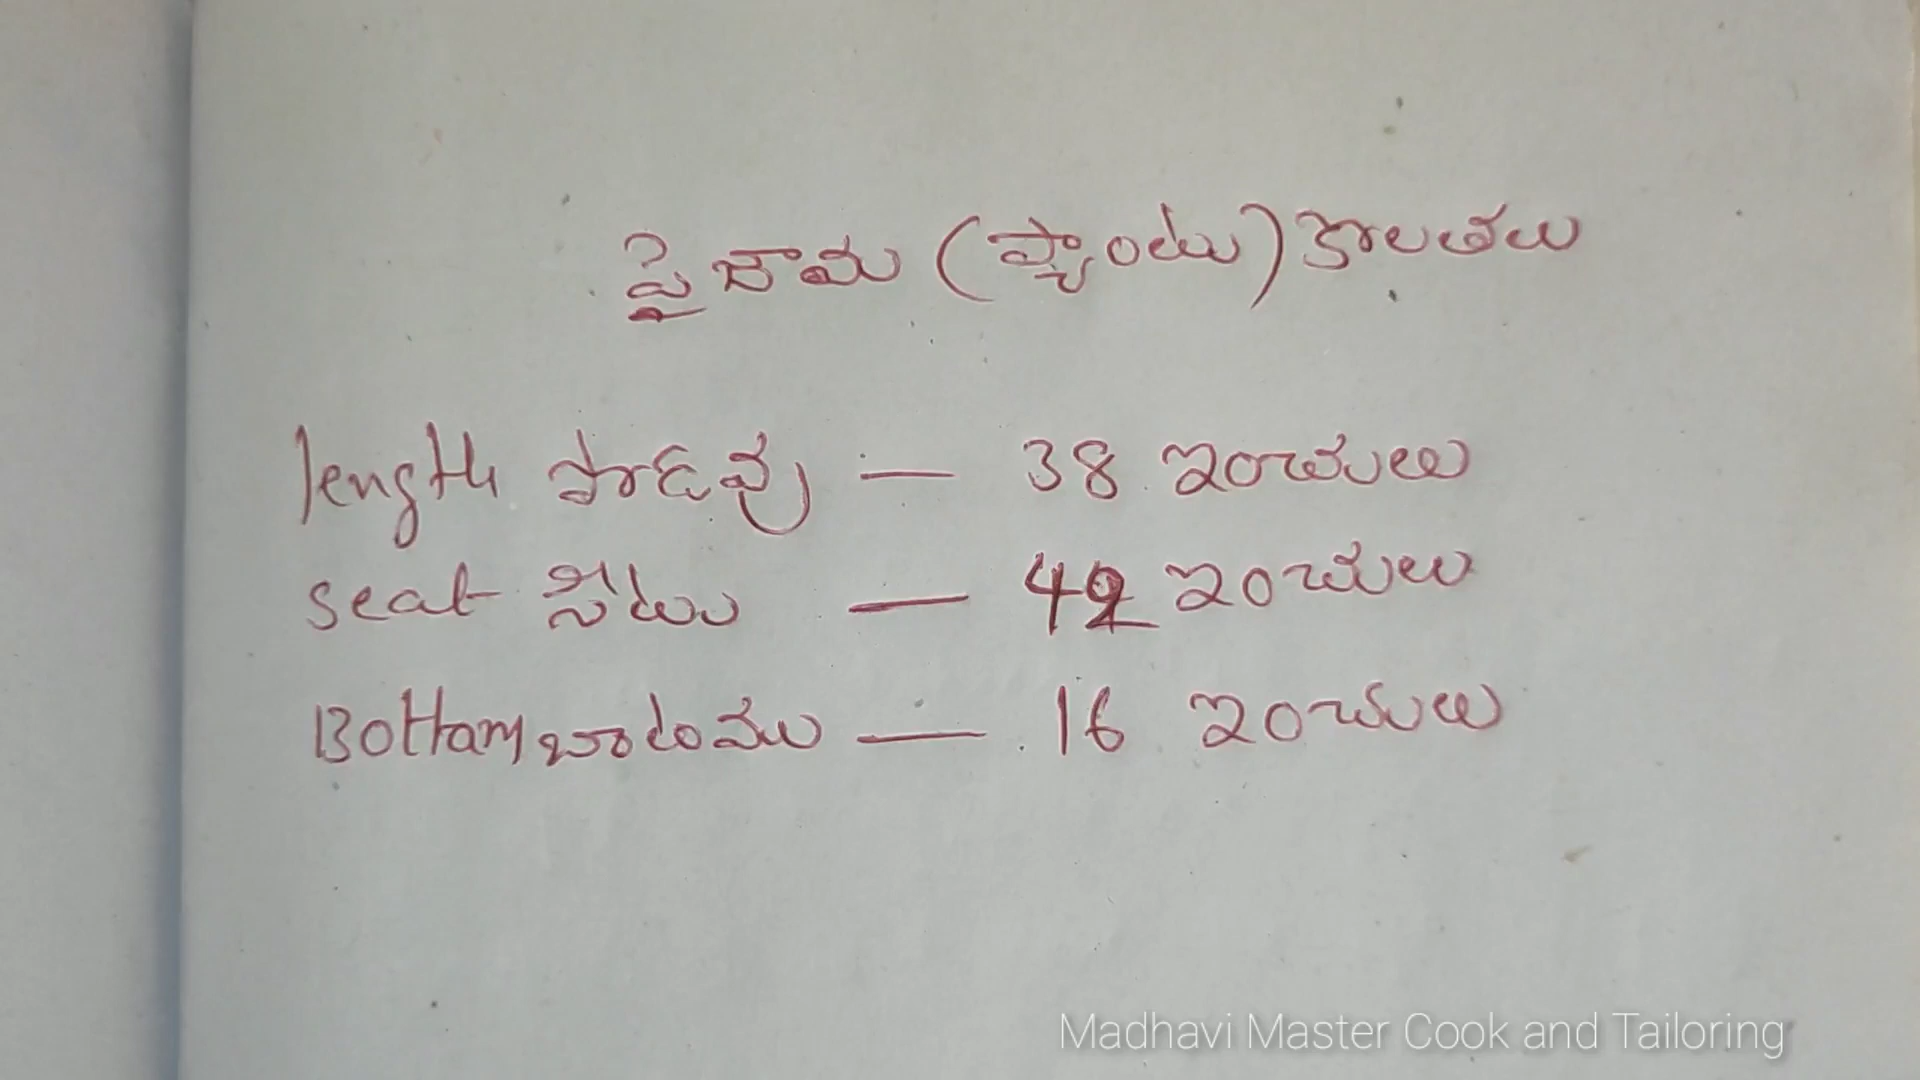 పైజామ (ప్యాంటు) కొలతలు
length పొడవు — 38 ఇంచులు
seat సీటు — 42 ఇంచులు
Bottam బాటము — 16 ఇంచులు
Madhavi Master Cook and Tailoring